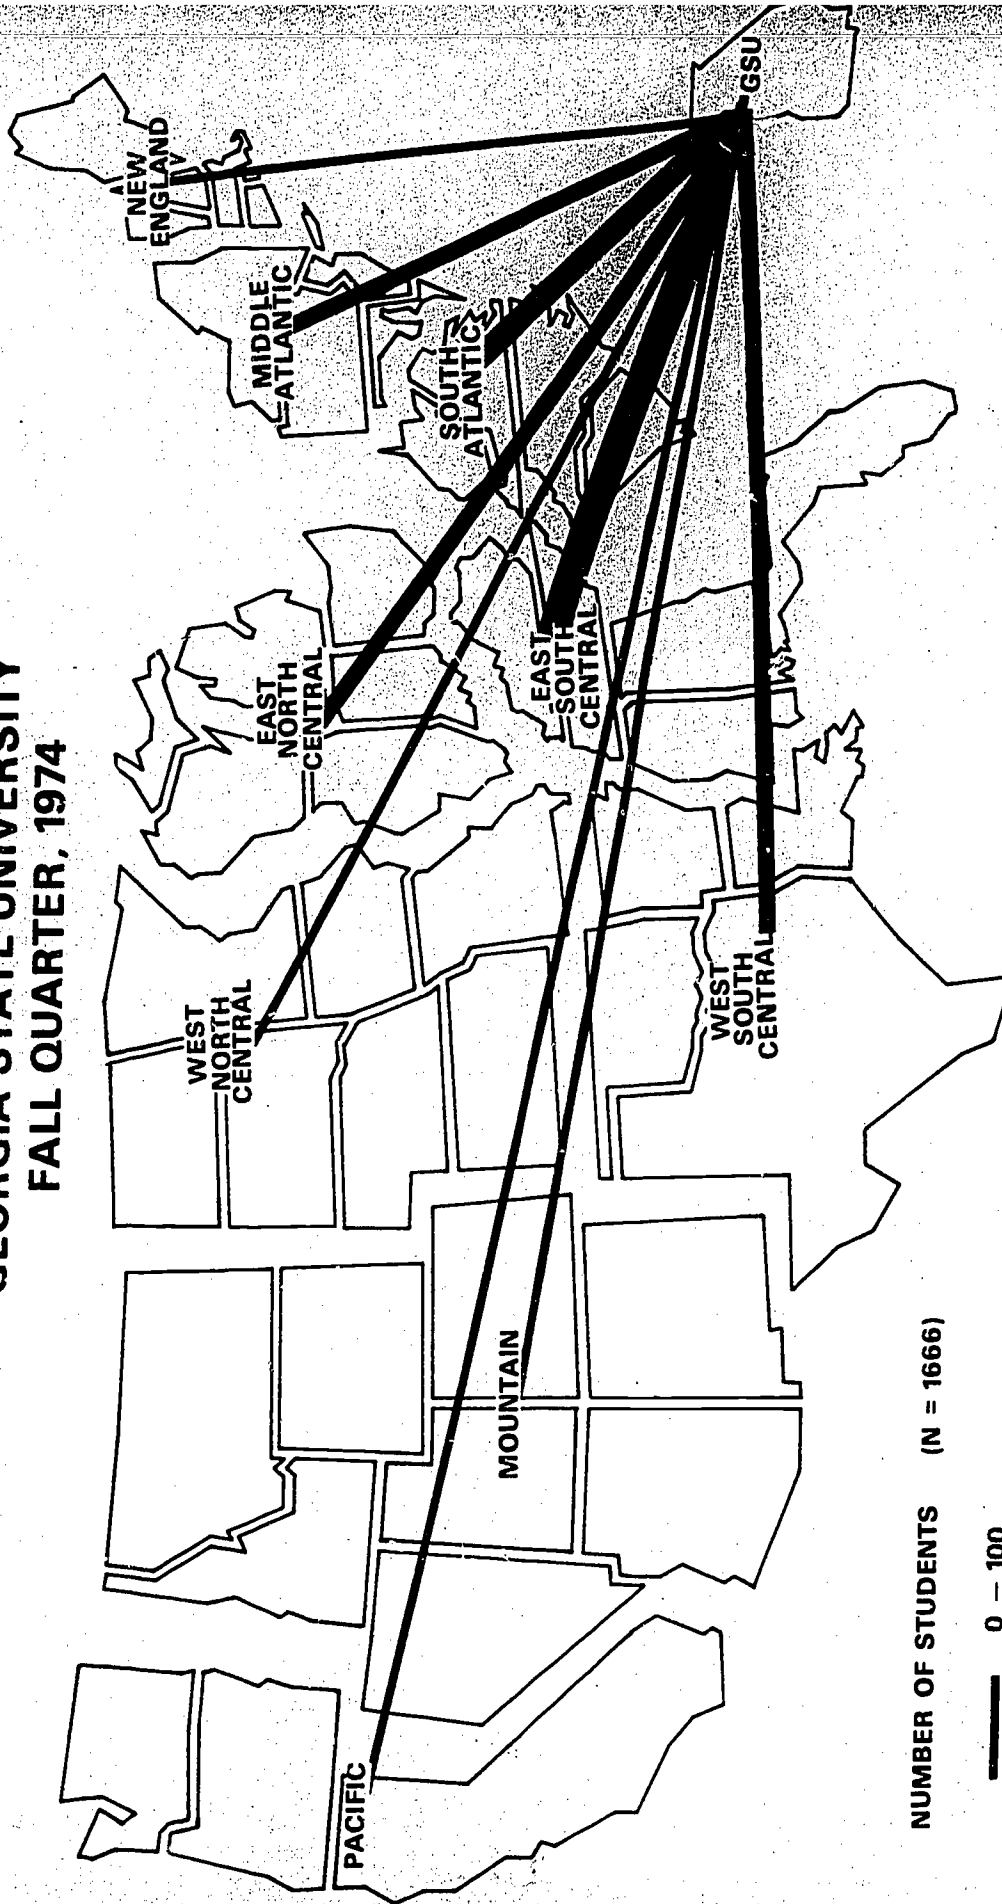 GEORGIA STATE UNIVERSITY
FALL QUARTER, 1974
NEW
ENGLAND
MIDDLE
ATLANTIC
SOUTH
ATLANTIC
EAST
NORTH
CENTRAL
EAST
SOUTH
CENTRAL
WEST
NORTH
CENTRAL
WEST
SOUTH
CENTRAL
MOUNTAIN
PACIFIC
GSU
NUMBER OF STUDENTS (N = 1666)
0 – 100